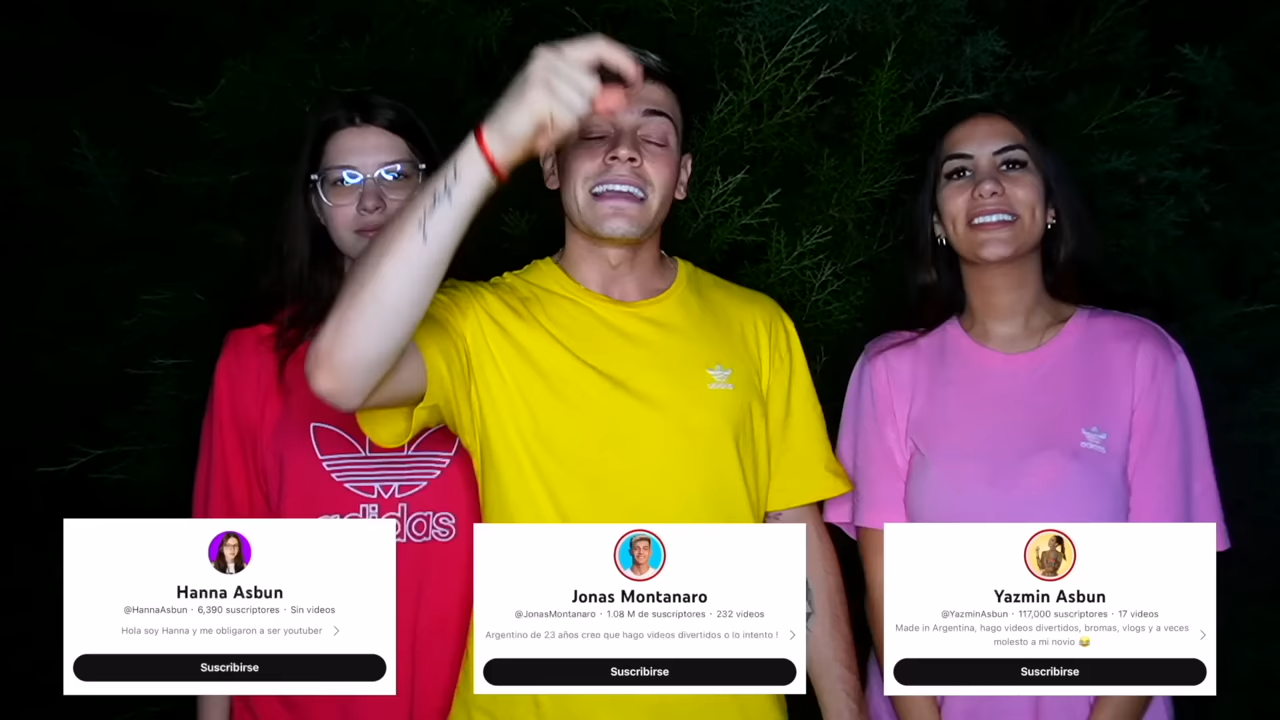 adidas
adidas
adidas
Hanna Asbun
@HannaAsbun · 6,390 suscriptores · Sin videos
Hola soy Hanna y me obligaron a ser youtuber
Suscribirse
Jonas Montanaro
@JonasMontanaro · 1.08 M de suscriptores · 232 videos
Argentino de 23 años creo que hago videos divertidos o lo intento !
Suscribirse
Yazmin Asbun
@YazminAsbun · 117,000 suscriptores · 17 videos
Made in Argentina, hago videos divertidos, bromas, vlogs y a veces
molesto a mi novio 😂
Suscribirse